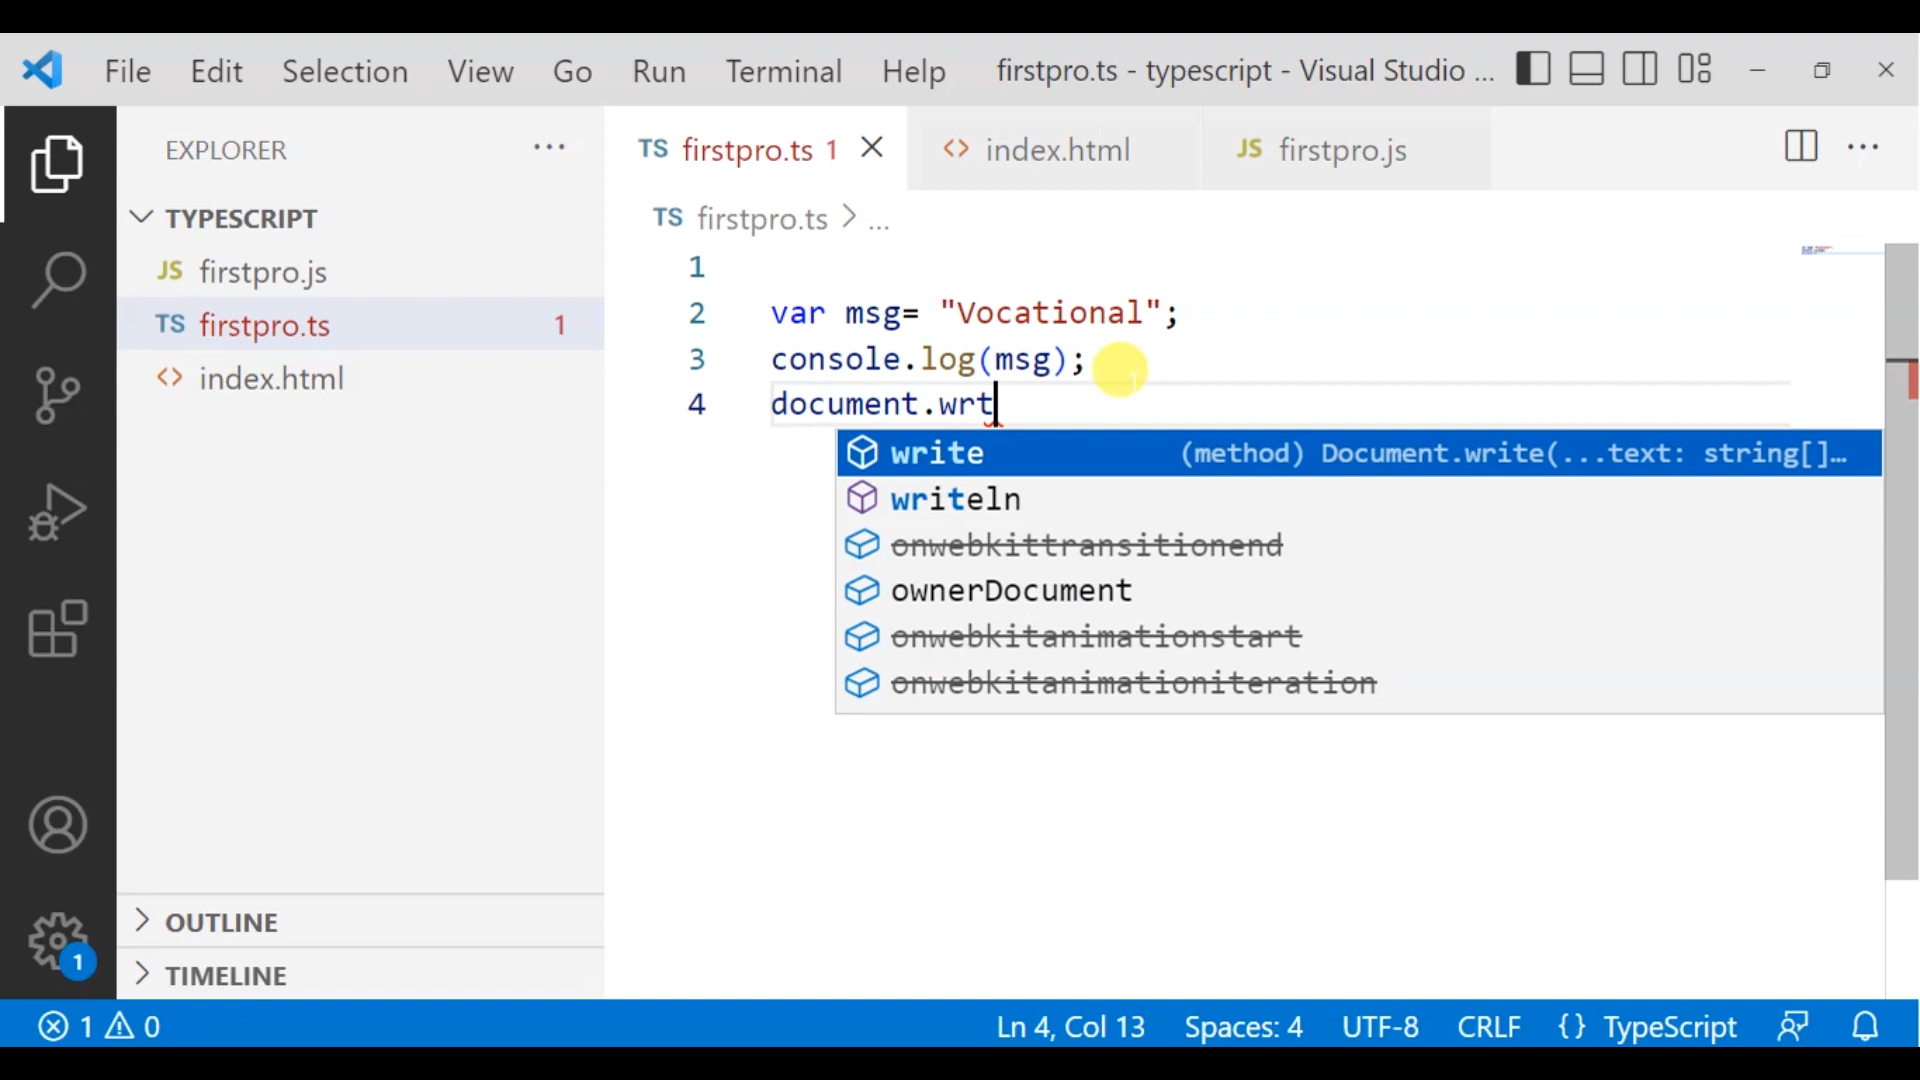 File Edit Selection View Go Run Terminal Help firstpro.ts - typescript - Visual Studio ...
EXPLORER ...
TS firstpro.ts 1
<> index.html
JS firstpro.js
...
TYPESCRIPT
JS firstpro.js
TS firstpro.ts 1
<> index.html
OUTLINE
TIMELINE
TS firstpro.ts > ...
1
2 var msg= "Vocational";
3 console.log(msg);
4 document.wrt
write (method) Document.write(...text: string[]...
writeln
onwebkittransitionend
ownerDocument
onwebkitanimationstart
onwebkitanimationiteration
1
1 0 Ln 4, Col 13 Spaces: 4 UTF-8 CRLF {} TypeScript